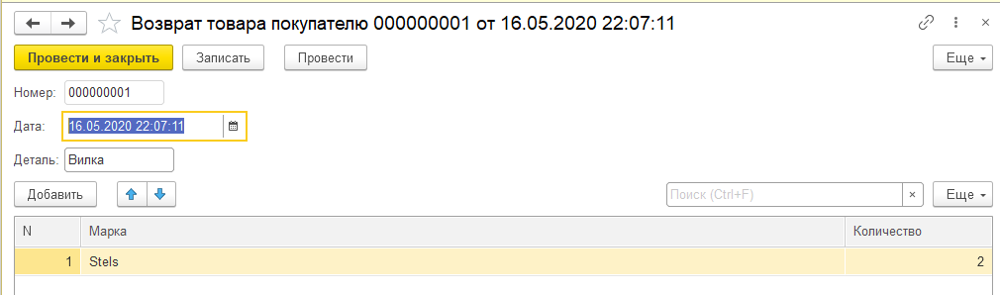 Возврат товара покупателю 000000001 от 16.05.2020 22:07:11
Провести и закрыть Записать Провести Еще
Номер: 000000001
Дата: 16.05.2020 22:07:11
Деталь: Вилка
Добавить Поиск (Ctrl+F) × Еще
N Марка Количество
1 Stels 2